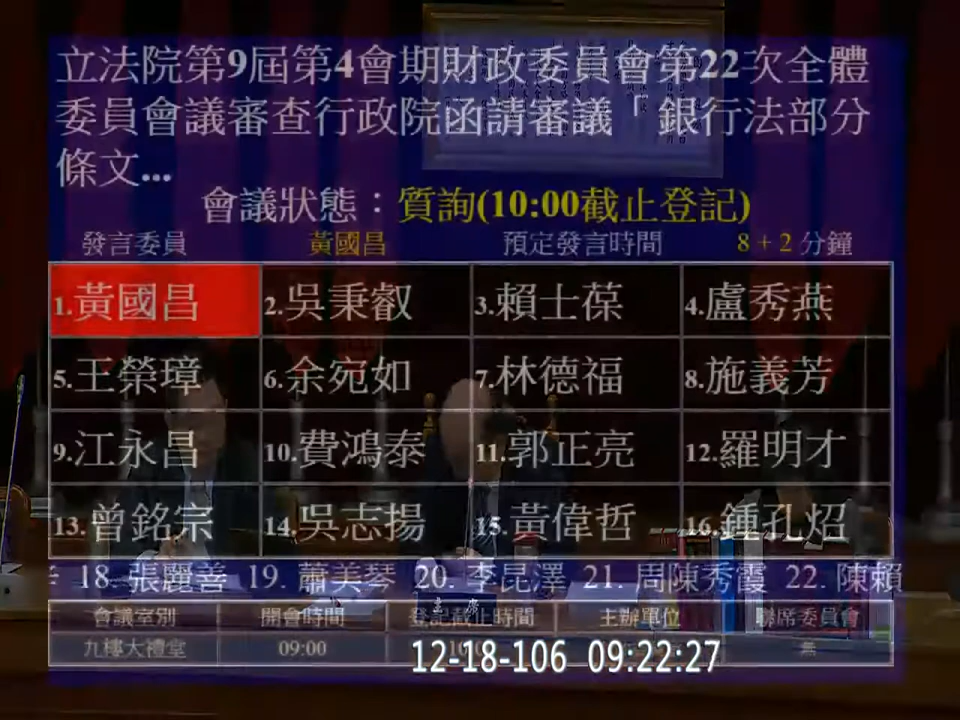 立法院第9屆第4會期財政委員會第22次全體
委員會議審查行政院函請審議「銀行法部分
條文...
會議狀態：質詢(10:00截止登記)
發言委員 黃國昌 預定發言時間 8 + 2 分鐘
1.黃國昌 2.吳秉叡 3.賴士葆 4.盧秀燕
5.王榮璋 6.余宛如 7.林德福 8.施義芳
9.江永昌 10.費鴻泰 11.郭正亮 12.羅明才
13.曾銘宗 14.吳志揚 15.黃偉哲 16.鍾孔炤
18. 張麗善 19. 蕭美琴 20. 李昆澤 21. 周陳秀霞 22. 陳賴
會議室別 開會時間 登記截止時間 主辦單位 聯席委員會
九樓大禮堂 09:00 無
主席
12-18-106 09:22:27